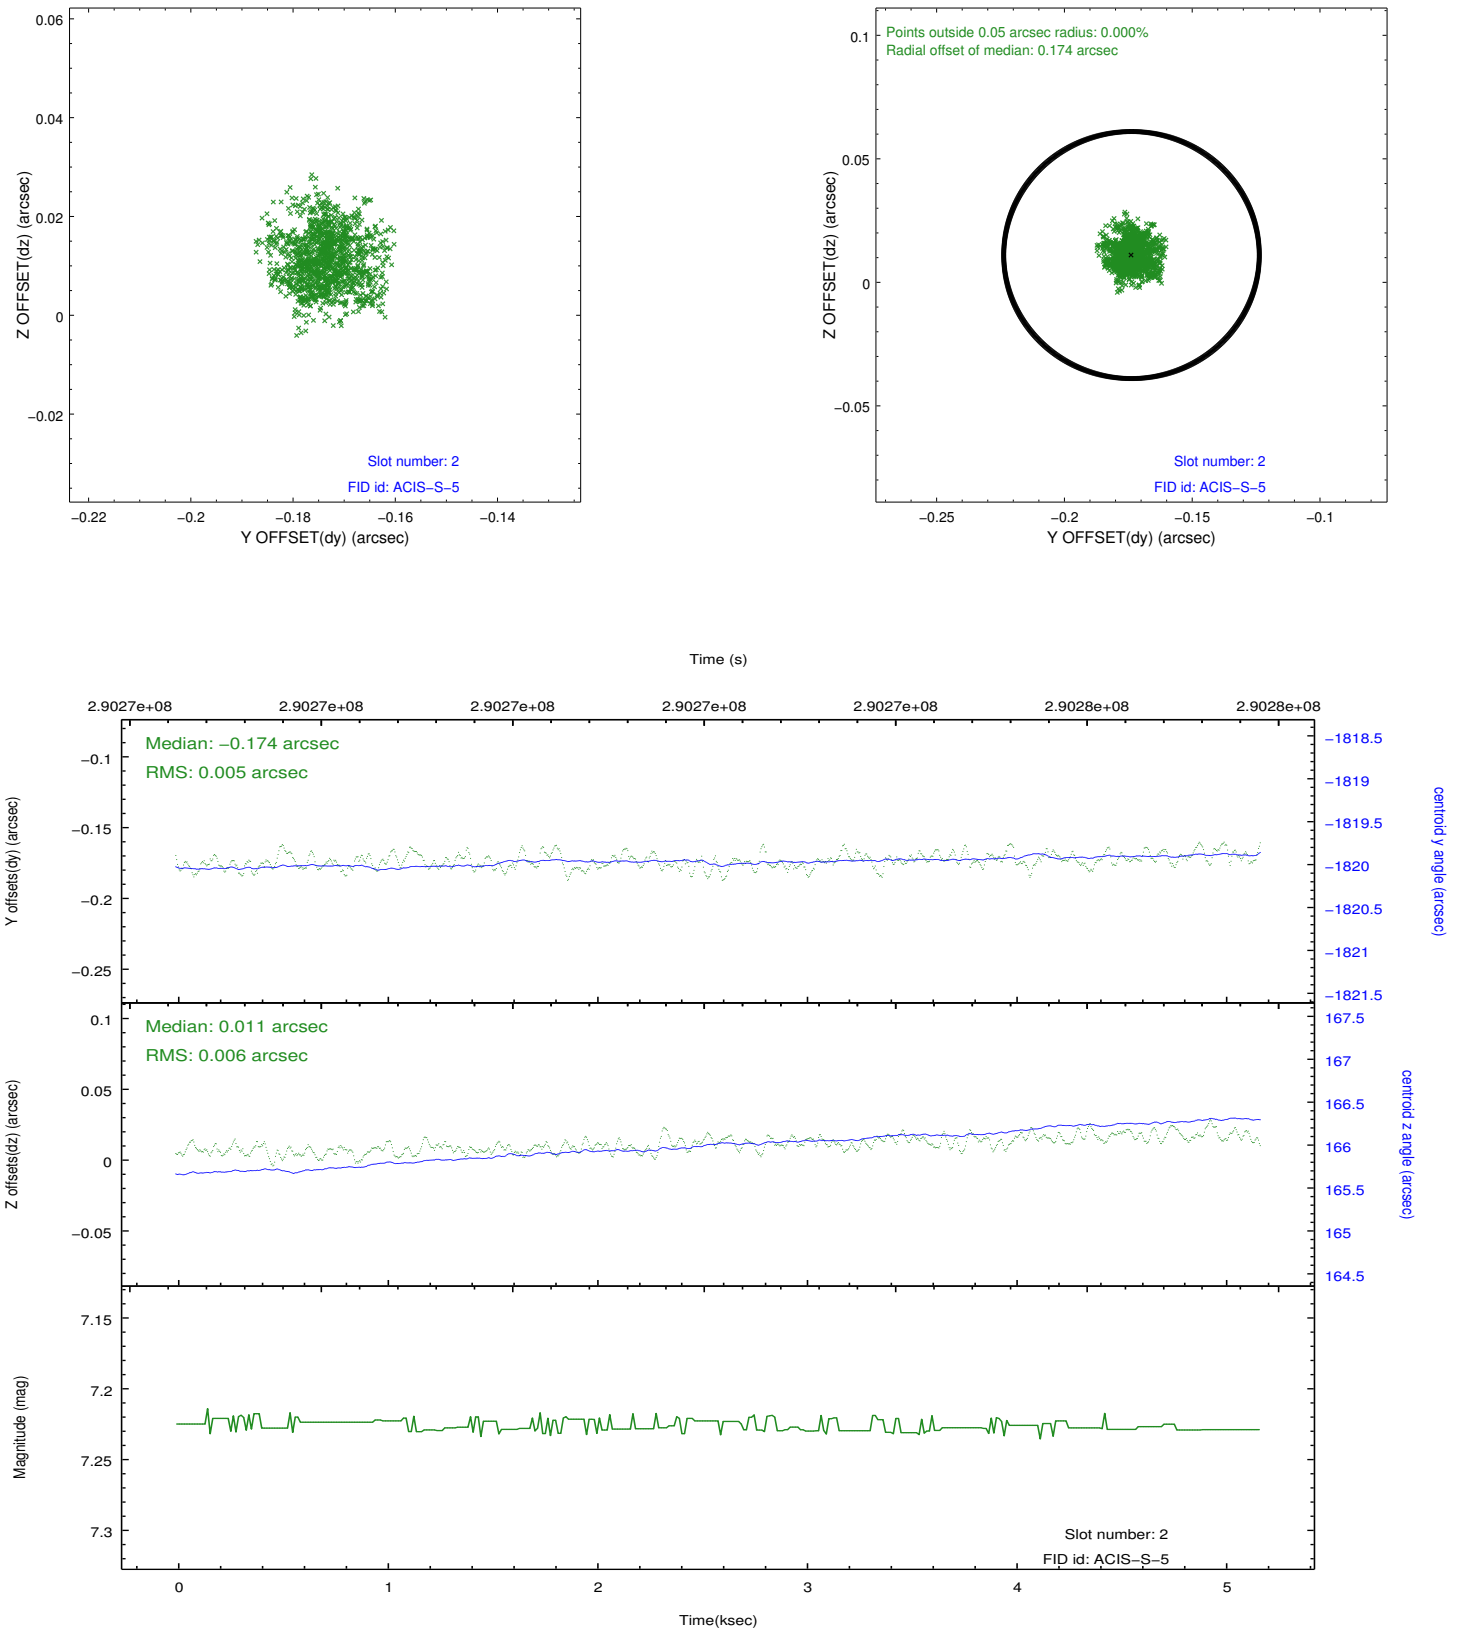 0.06
0.04
0.02
0
−0.02
Z OFFSET(dz) (arcsec)
Slot number: 2
FID id: ACIS−S−5
−0.22 −0.2 −0.18 −0.16 −0.14
Y OFFSET(dy) (arcsec)
Points outside 0.05 arcsec radius: 0.000%
Radial offset of median: 0.174 arcsec
0.1
0.05
0
−0.05
Z OFFSET(dz) (arcsec)
Slot number: 2
FID id: ACIS−S−5
−0.25 −0.2 −0.15 −0.1
Y OFFSET(dy) (arcsec)
Time (s)
2.9027e+08 2.9027e+08 2.9027e+08 2.9027e+08 2.9027e+08 2.9028e+08 2.9028e+08
Median: −0.174 arcsec
RMS: 0.005 arcsec
−0.1
−0.15
−0.2
−0.25
Y offsets(dy) (arcsec)
−1818.5
−1819
−1819.5
−1820
−1820.5
−1821
−1821.5
centroid y angle (arcsec)
Median: 0.011 arcsec
RMS: 0.006 arcsec
0.1
0.05
0
−0.05
Z offsets(dz) (arcsec)
167.5
167
166.5
166
165.5
165
164.5
centroid z angle (arcsec)
7.15
7.2
7.25
7.3
Magnitude (mag)
Slot number: 2
FID id: ACIS−S−5
0 1 2 3 4 5
Time(ksec)